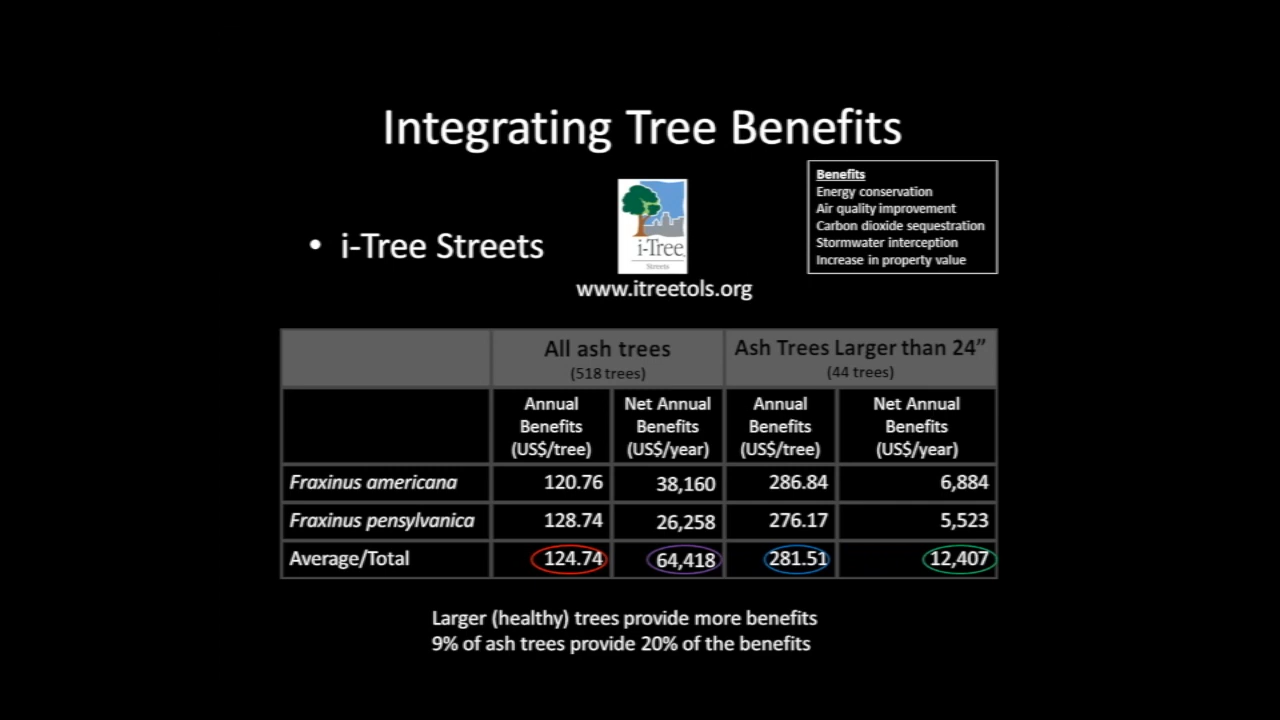 Integrating Tree Benefits
Benefits
Energy conservation
Air quality improvement
Carbon dioxide sequestration
Stormwater interception
Increase in property value
• i-Tree Streets
i-Tree
Streets
www.itreetols.org
All ash trees
(518 trees)
Ash Trees Larger than 24”
(44 trees)
Annual
Benefits
(US$/tree)
Net Annual
Benefits
(US$/year)
Annual
Benefits
(US$/tree)
Net Annual
Benefits
(US$/year)
Fraxinus americana 120.76 38,160 286.84 6,884
Fraxinus pensylvanica 128.74 26,258 276.17 5,523
Average/Total 124.74 64,418 281.51 12,407
Larger (healthy) trees provide more benefits
9% of ash trees provide 20% of the benefits